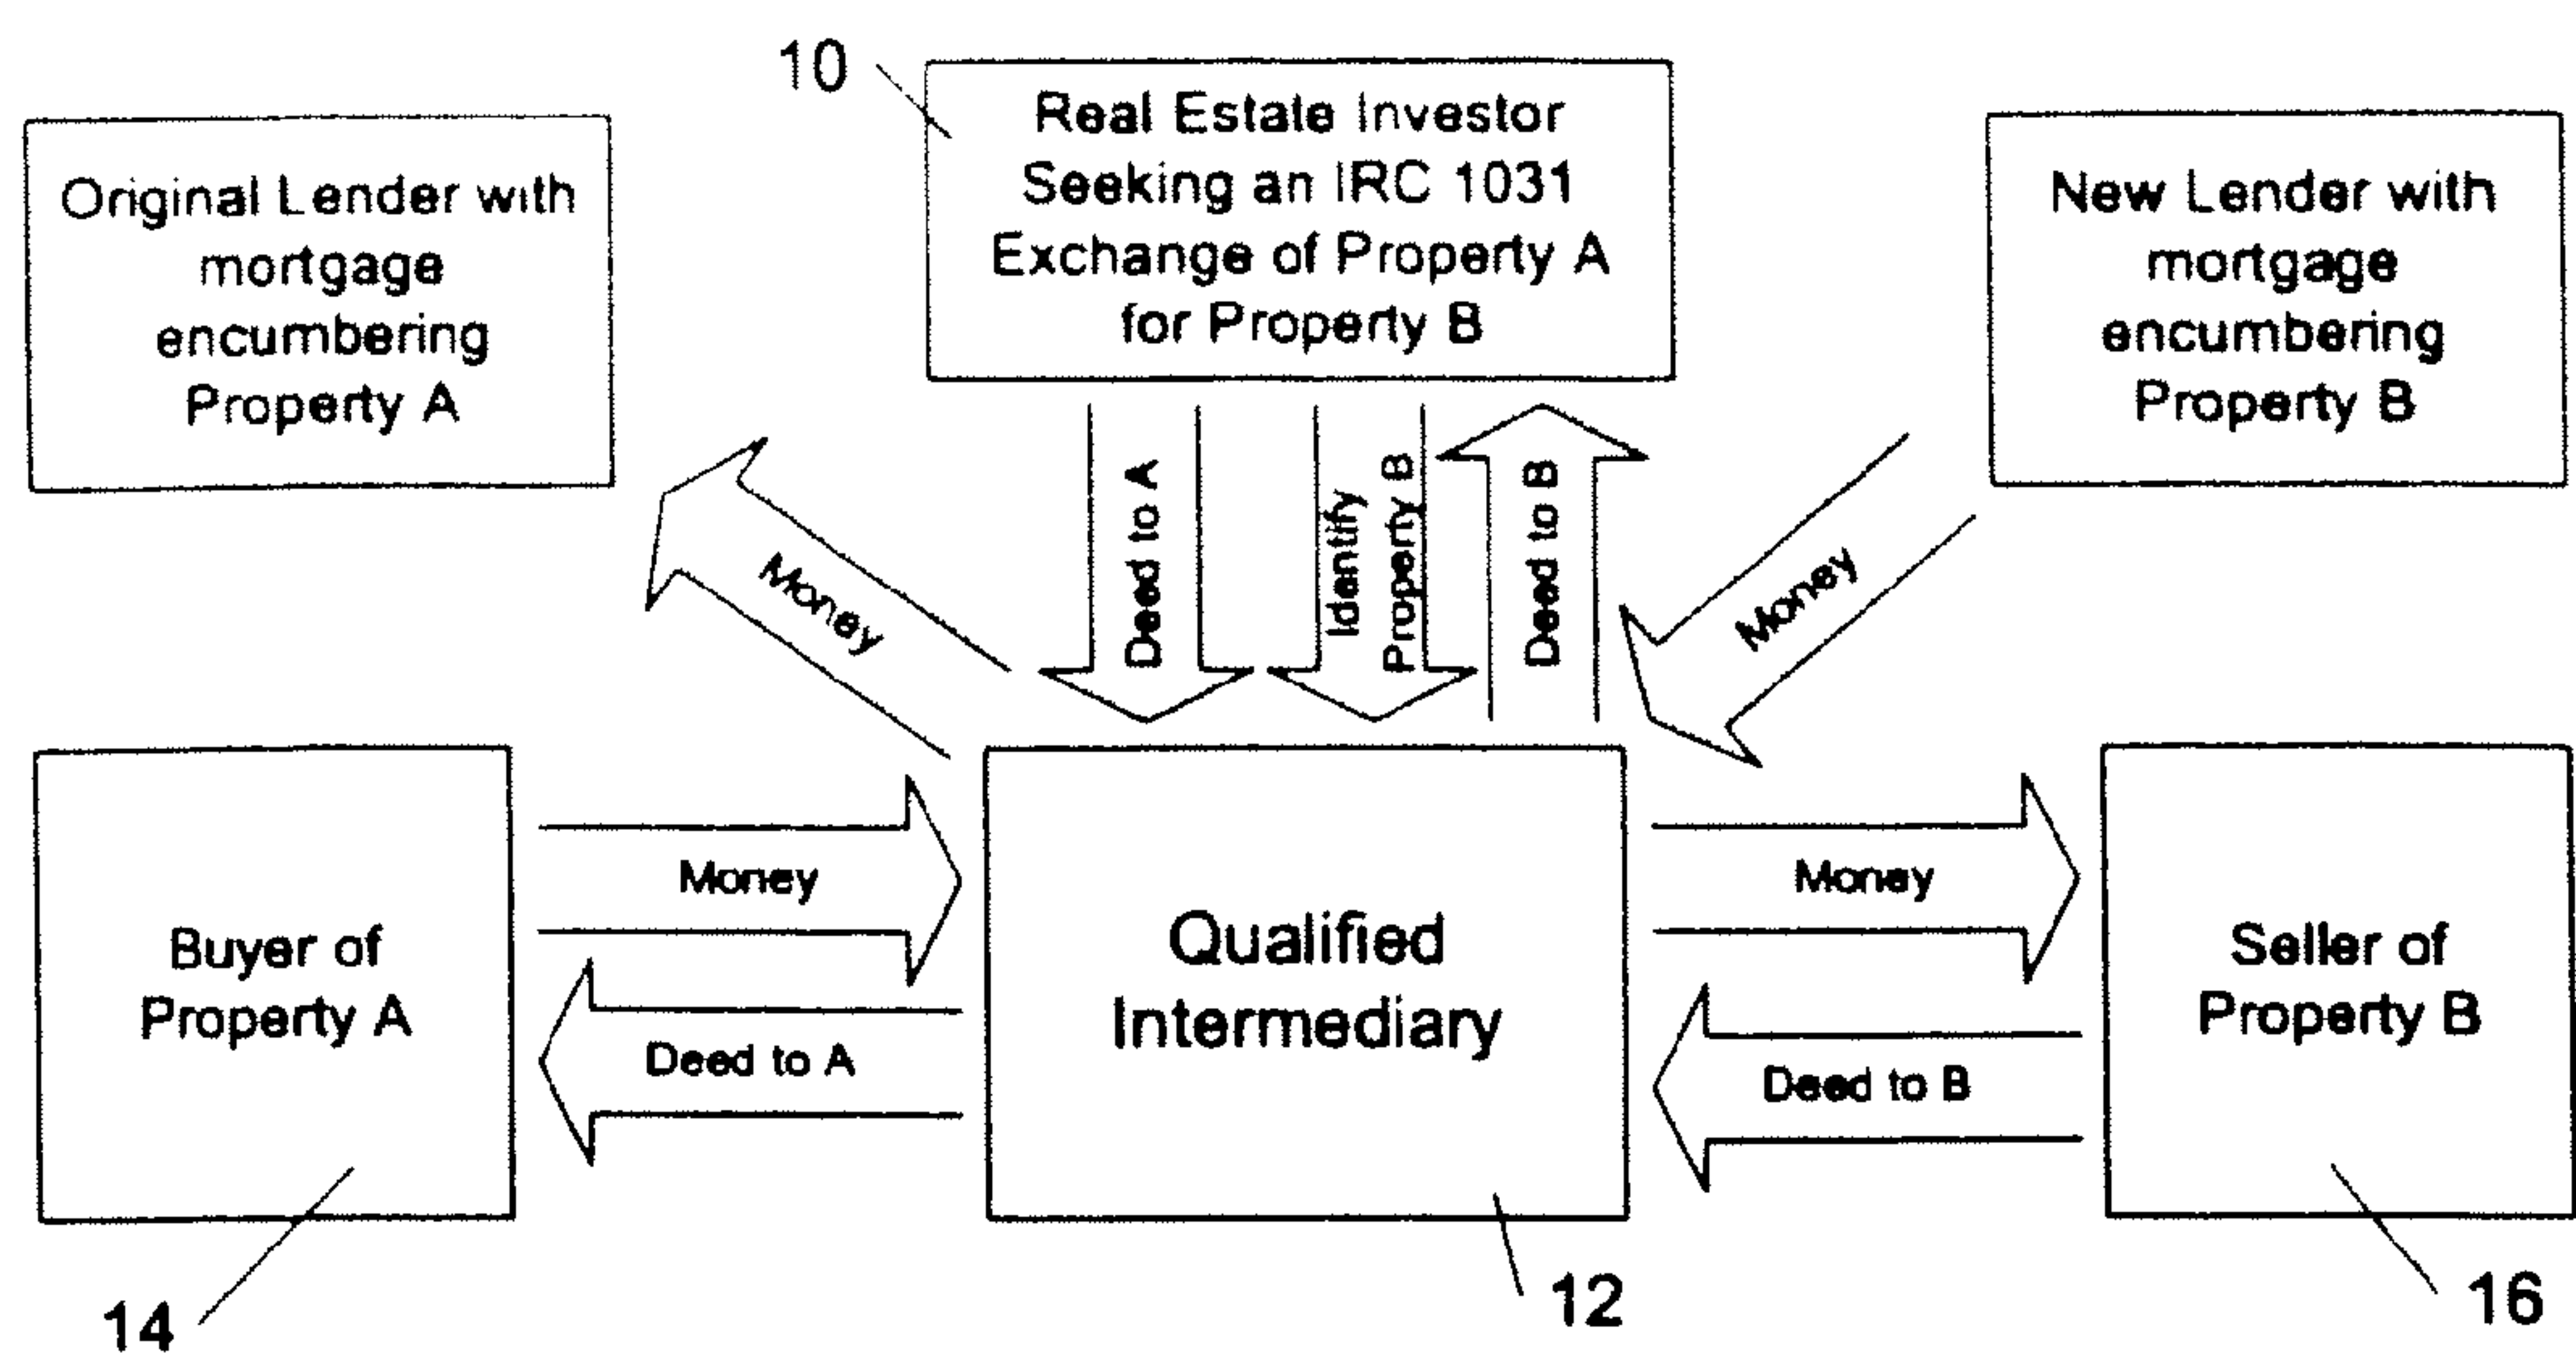 10
Original Lender with
mortgage
encumbering
Property A
Real Estate Investor
Seeking an IRC 1031
Exchange of Property A
for Property B
New Lender with
mortgage
encumbering
Property B
Money
Deed to A
Identify
Property B
Deed to B
Money
Buyer of
Property A
Money
Deed to A
Qualified
Intermediary
Money
Deed to B
Seller of
Property B
14
12
16